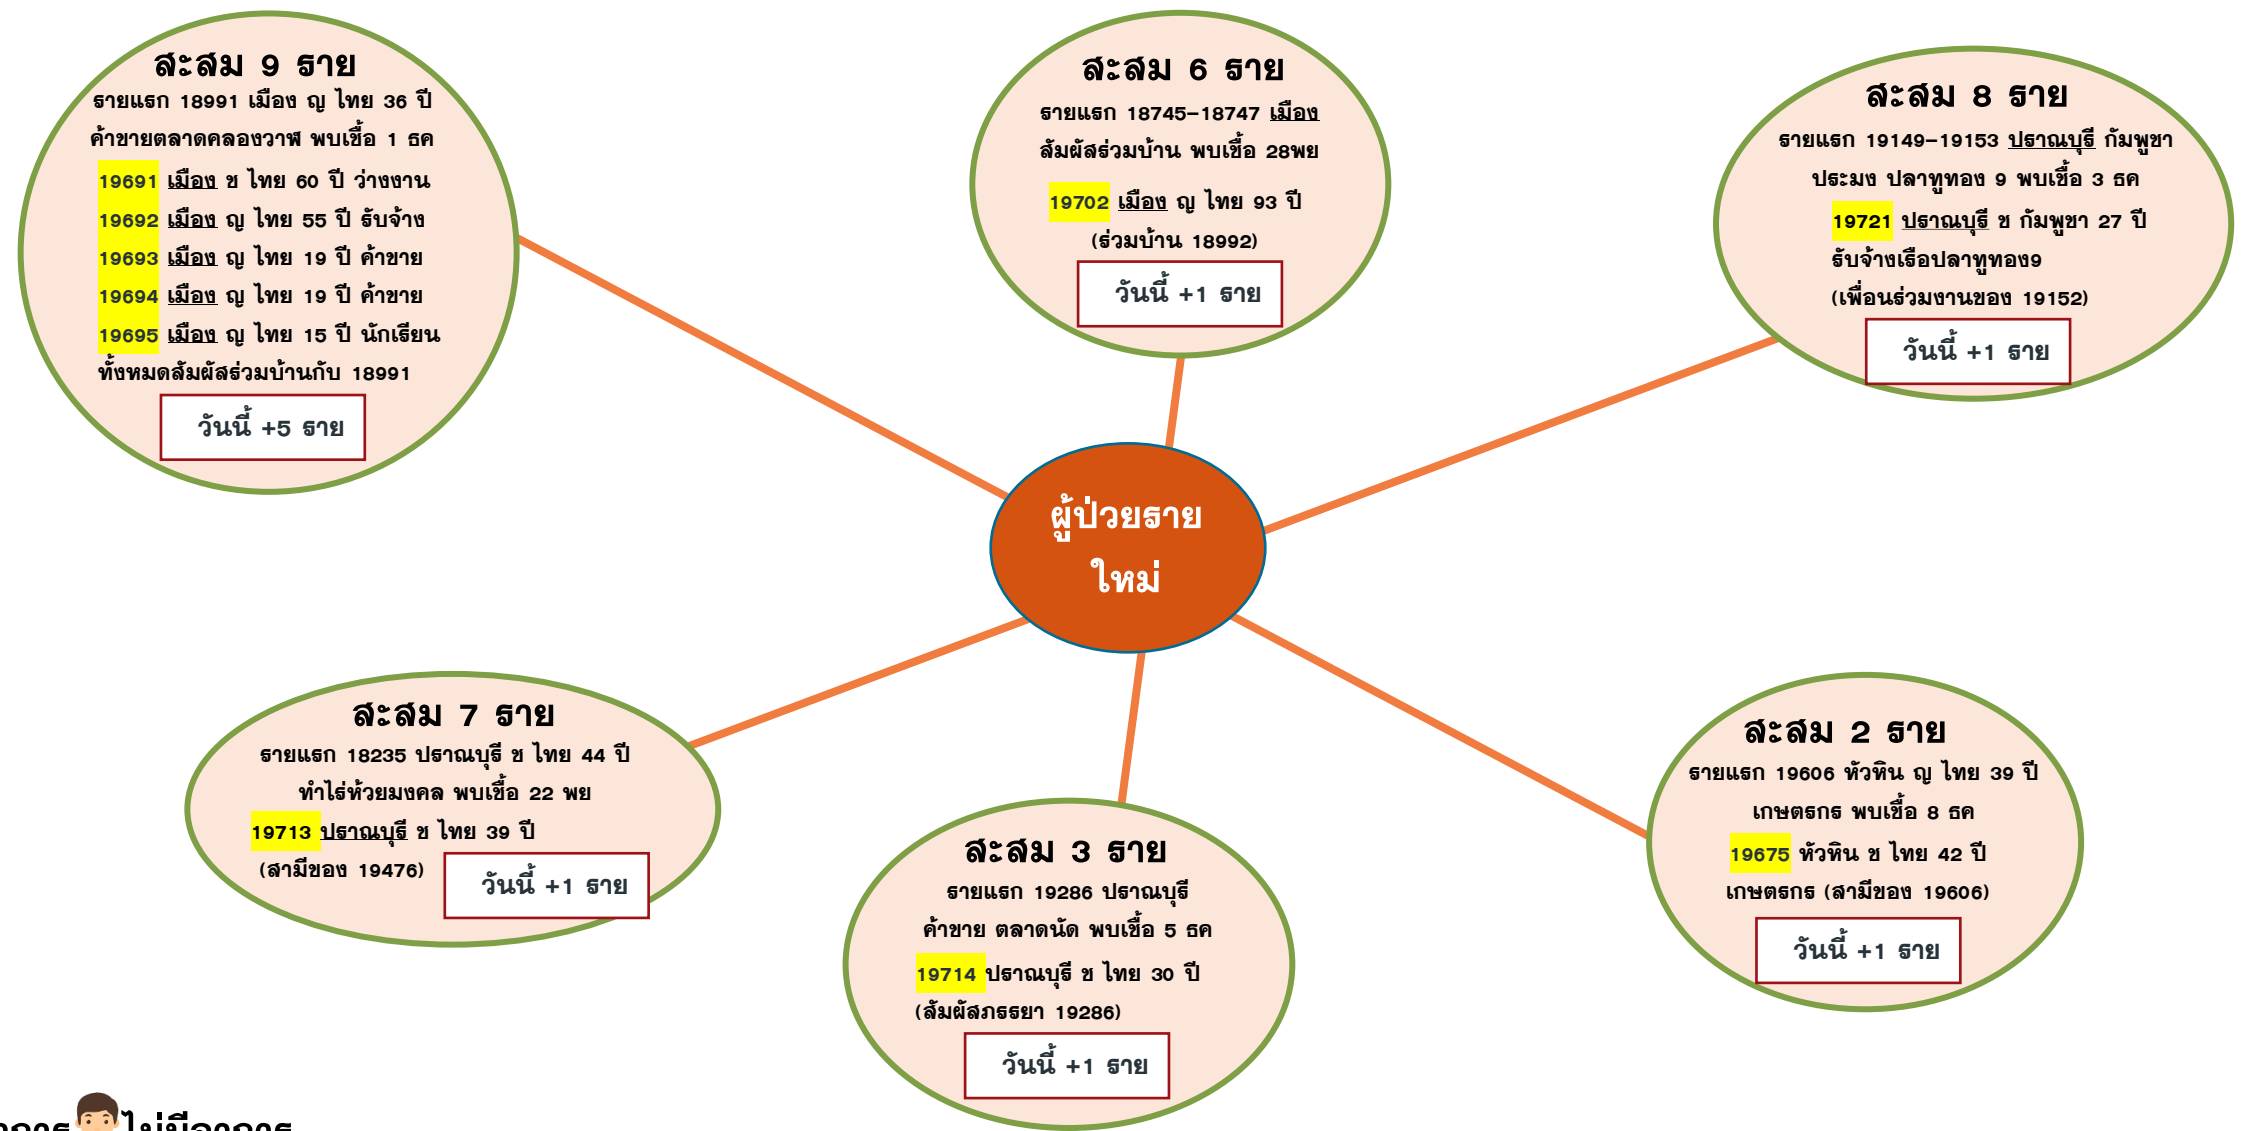 สะสม 9 ราย
รายแรก 18991 เมือง ญ ไทย 36 ปี
ค้าขายตลาดคลองวาฬ พบเชื้อ 1 ธค
19691 เมือง ช ไทย 60 ปี ว่างงาน
19692 เมือง ญ ไทย 55 ปี รับจ้าง
19693 เมือง ญ ไทย 19 ปี ค้าขาย
19694 เมือง ญ ไทย 19 ปี ค้าขาย
19695 เมือง ญ ไทย 15 ปี นักเรียน
ทั้งหมดสัมผัสร่วมบ้านกับ 18991
วันนี้ +5 ราย
สะสม 6 ราย
รายแรก 18745-18747 เมือง
สัมผัสร่วมบ้าน พบเชื้อ 28พย
19702 เมือง ญ ไทย 93 ปี
(ร่วมบ้าน 18992)
วันนี้ +1 ราย
สะสม 8 ราย
รายแรก 19149-19153 ปราณบุรี กัมพูชา
ประมง ปลาทูทอง 9 พบเชื้อ 3 ธค
19721 ปราณบุรี ช กัมพูชา 27 ปี
รับจ้างเรือปลาทูทอง9
(เพื่อนร่วมงานของ 19152)
วันนี้ +1 ราย
ผู้ป่วยราย
ใหม่
สะสม 7 ราย
รายแรก 18235 ปราณบุรี ช ไทย 44 ปี
ทำไร่ห้วยมงคล พบเชื้อ 22 พย
19713 ปราณบุรี ช ไทย 39 ปี
(สามีของ 19476)
วันนี้ +1 ราย
สะสม 3 ราย
รายแรก 19286 ปราณบุรี
ค้าขาย ตลาดนัด พบเชื้อ 5 ธค
19714 ปราณบุรี ช ไทย 30 ปี
(สัมผัสภรรยา 19286)
วันนี้ +1 ราย
สะสม 2 ราย
รายแรก 19606 หัวหิน ญ ไทย 39 ปี
เกษตรกร พบเชื้อ 8 ธค
19675 หัวหิน ช ไทย 42 ปี
เกษตรกร (สามีของ 19606)
วันนี้ +1 ราย
ไม่มีอาการ